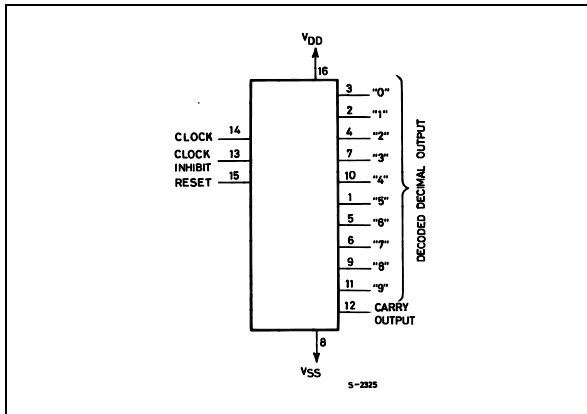 VDD
16
3 "0"
2 "1"
CLOCK 14
4 "2"
CLOCK INHIBIT 13
7 "3"
RESET 15
10 "4"
1 "5"
5 "6"
6 "7"
9 "8"
11 "9"
DECODED DECIMAL OUTPUT
12 CARRY
OUTPUT
8
VSS
S-2325